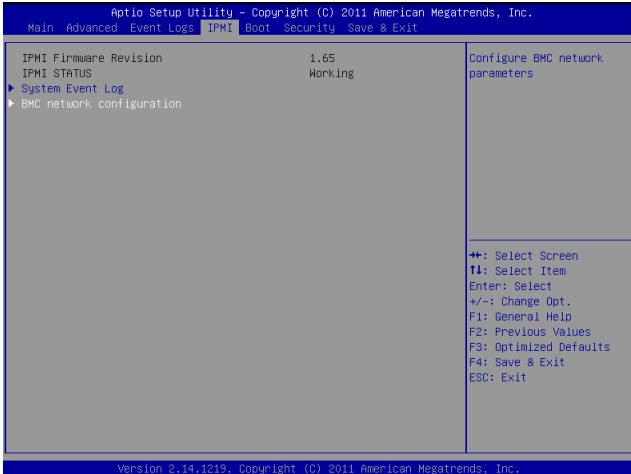 Aptio Setup Utility – Copyright (C) 2011 American Megatrends, Inc.
Main Advanced Event Logs IPMI Boot Security Save & Exit
IPMI Firmware Revision 1.65
IPMI STATUS Working
System Event Log
BMC network configuration
Configure BMC network
parameters
→←: Select Screen
↑↓: Select Item
Enter: Select
+/-: Change Opt.
F1: General Help
F2: Previous Values
F3: Optimized Defaults
F4: Save & Exit
ESC: Exit
Version 2.14.1219. Copyright (C) 2011 American Megatrends, Inc.